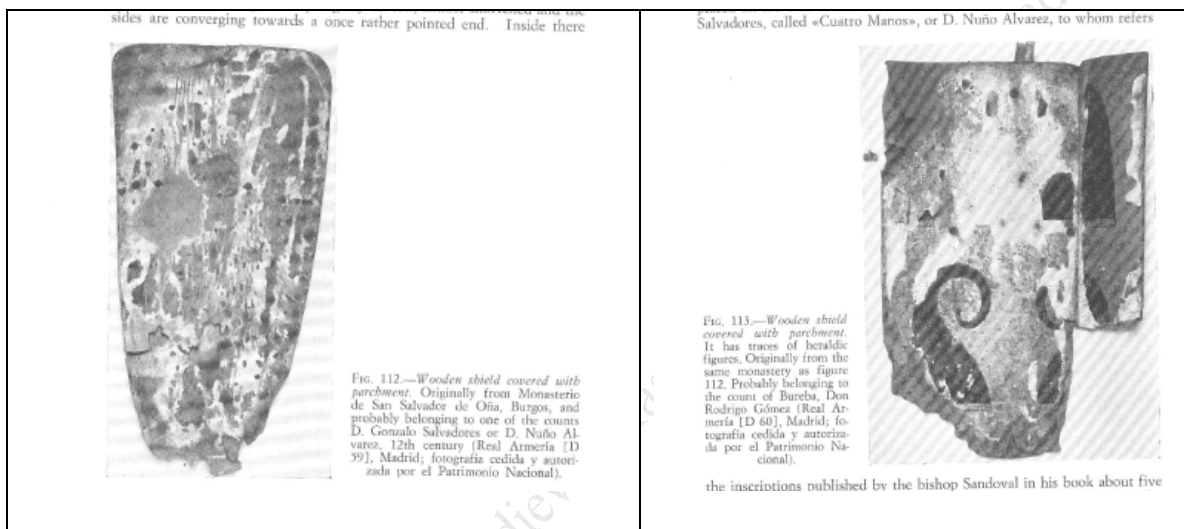 sides are converging towards a once rather pointed end. Inside there
FIG. 112.—Wooden shield covered with
parchment. Originally from Monasterio
de San Salvador de Oña, Burgos, and
probably belonging to one of the counts
D. Gonzalo Salvadores or D. Nuño Al-
varez. 12th century (Real Armería [D
59], Madrid; fotografía cedida y autori-
zada por el Patrimonio Nacional).
Salvadores, called «Cuatro Manos», or D. Nuño Alvarez, to whom refers
FIG. 113.—Wooden shield
covered with parchment.
It has traces of heraldic
figures. Originally from the
same monastery as figure
112. Probably belonging to
the count of Bureba, Don
Rodrigo Gómez (Real Ar-
mería [D 60], Madrid; fo-
tografía cedida y autoriza-
da por el Patrimonio Na-
cional).
the inscriptions published by the bishop Sandoval in his book about five